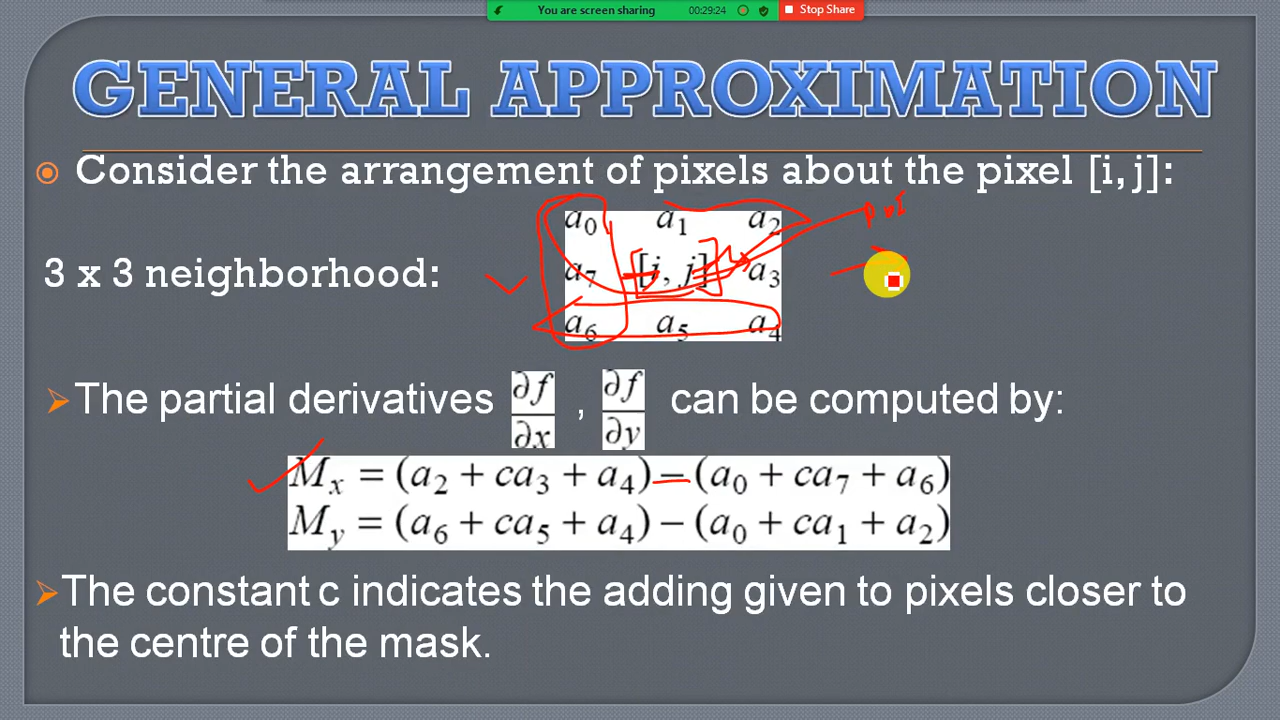 You are screen sharing 00:29:24 Stop Share
GENERAL APPROXIMATION
Consider the arrangement of pixels about the pixel [i, j]:
a₀ a₁ a₂
3 x 3 neighborhood: a₇ [i, j] a₃
a₆ a₅ a₄
The partial derivatives ∂f/∂x , ∂f/∂y can be computed by:
Mₓ = (a₂ + ca₃ + a₄) − (a₀ + ca₇ + a₆)
M_y = (a₆ + ca₅ + a₄) − (a₀ + ca₁ + a₂)
The constant c indicates the adding given to pixels closer to
the centre of the mask.